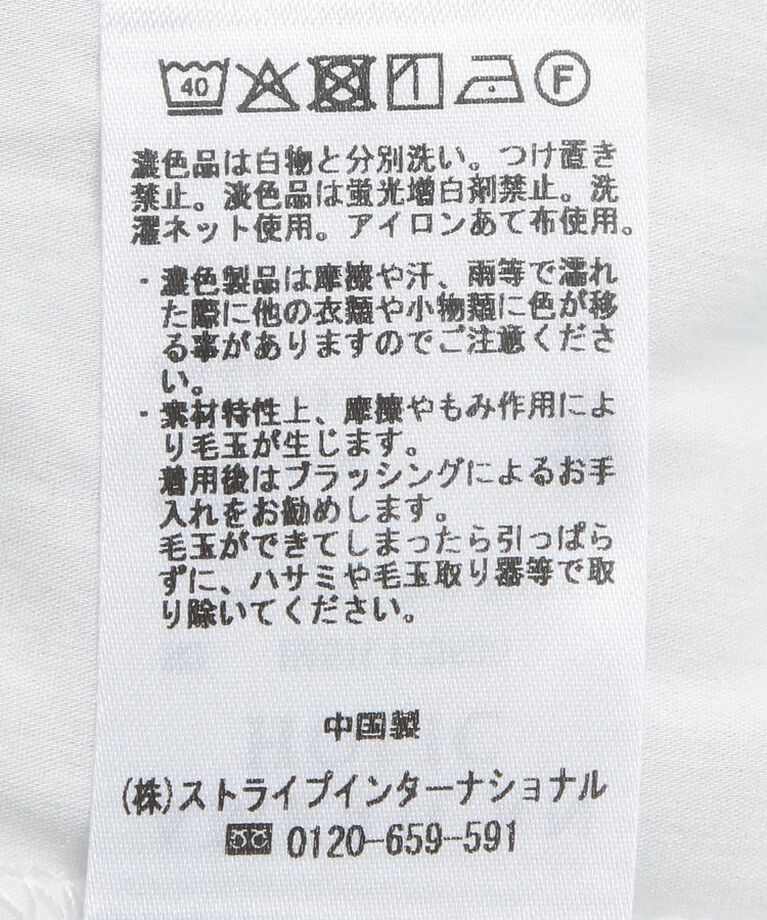 40
F
濃色品は白物と分別洗い。つけ置き
禁止。淡色品は蛍光増白剤禁止。洗
濯ネット使用。アイロンあて布使用。
・濃色製品は摩擦や汗、雨等で濡れ
た際に他の衣類や小物類に色が移
る事がありますのでご注意くださ
い。
・素材特性上、摩擦やもみ作用によ
り毛玉が生じます。
着用後はブラッシングによるお手
入れをお勧めします。
毛玉ができてしまったら引っぱら
ずに、ハサミや毛玉取り器等で取
り除いてください。
中国製
(株)ストライプインターナショナル
0120-659-591